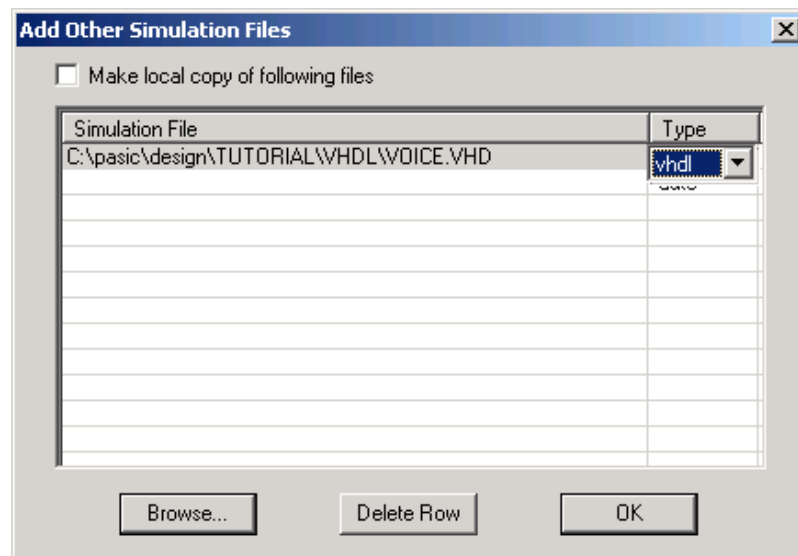 Add Other Simulation Files
Make local copy of following files
Simulation File Type
C:\pasic\design\TUTORIAL\VHDL\VOICE.VHD vhdl
Browse... Delete Row OK